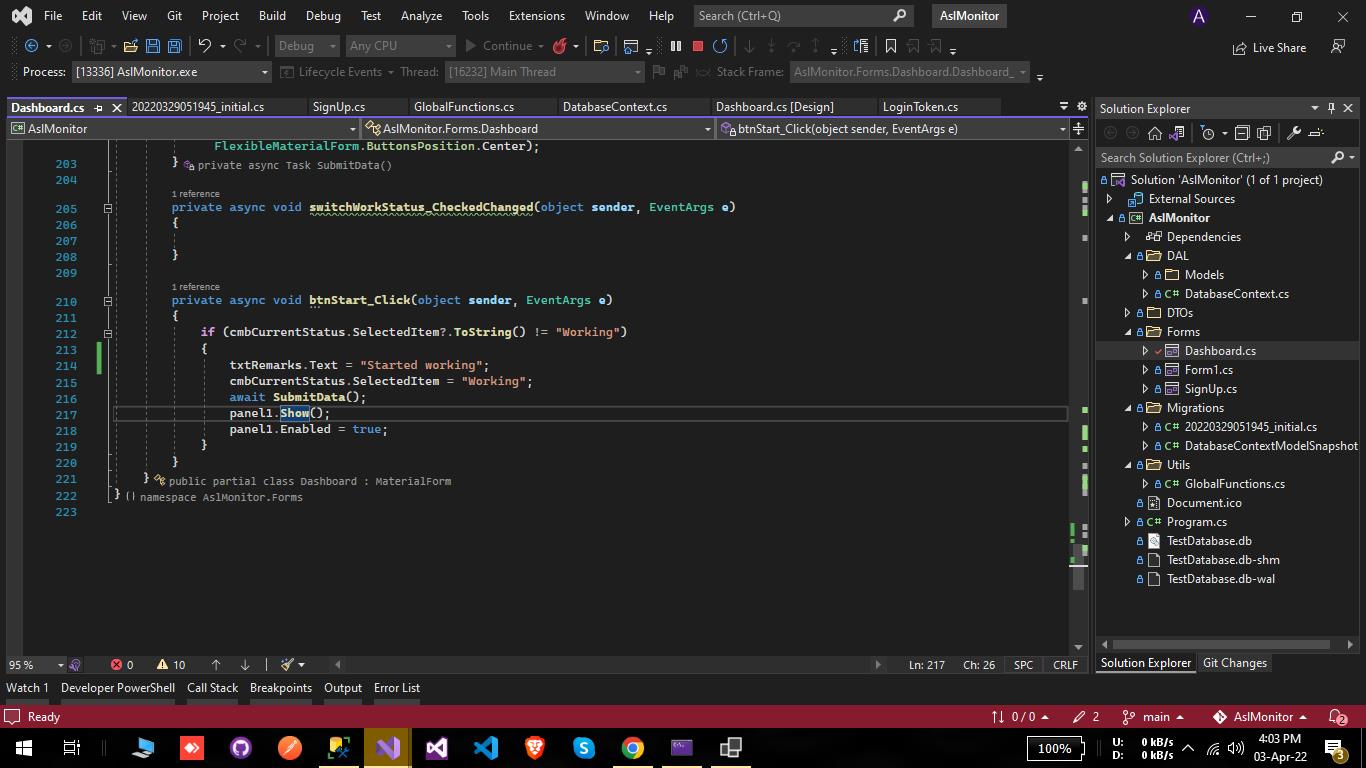 File Edit View Git Project Build Debug Test Analyze Tools Extensions Window Help Search (Ctrl+Q) AslMonitor A
Debug Any CPU Continue Live Share
Process: [13336] AslMonitor.exe Lifecycle Events Thread: [16232] Main Thread Stack Frame: AslMonitor.Forms.Dashboard.Dashboard_
Dashboard.cs 20220329051945_initial.cs SignUp.cs GlobalFunctions.cs DatabaseContext.cs Dashboard.cs [Design] LoginToken.cs
AslMonitor AslMonitor.Forms.Dashboard btnStart_Click(object sender, EventArgs e)
FlexibleMaterialForm.ButtonsPosition.Center);
203 } private async Task SubmitData()
204
1 reference
205 private async void switchWorkStatus_CheckedChanged(object sender, EventArgs e)
206 {
207
208 }
209
1 reference
210 private async void btnStart_Click(object sender, EventArgs e)
211 {
212 if (cmbCurrentStatus.SelectedItem?.ToString() != "Working")
213 {
214 txtRemarks.Text = "Started working";
215 cmbCurrentStatus.SelectedItem = "Working";
216 await SubmitData();
217 panel1.Show();
218 panel1.Enabled = true;
219 }
220 }
221 } public partial class Dashboard : MaterialForm
222 } namespace AslMonitor.Forms
223
95 % 0 10 Ln: 217 Ch: 26 SPC CRLF
Solution Explorer
Search Solution Explorer (Ctrl+;)
Solution 'AslMonitor' (1 of 1 project)
External Sources
AslMonitor
Dependencies
DAL
Models
DatabaseContext.cs
DTOs
Forms
Dashboard.cs
Form1.cs
SignUp.cs
Migrations
20220329051945_initial.cs
DatabaseContextModelSnapshot
Utils
GlobalFunctions.cs
Document.ico
Program.cs
TestDatabase.db
TestDatabase.db-shm
TestDatabase.db-wal
Solution Explorer Git Changes
Watch 1 Developer PowerShell Call Stack Breakpoints Output Error List
Ready 0 / 0 2 main AslMonitor 2
100% U: 0 kB/s 4:03 PM
D: 0 kB/s 03-Apr-22 3